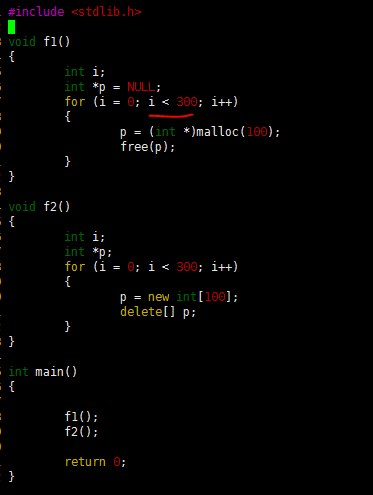 #include <stdlib.h>
void f1()
{
int i;
int *p = NULL;
for (i = 0; i < 300; i++)
{
p = (int *)malloc(100);
free(p);
}
}
void f2()
{
int i;
int *p;
for (i = 0; i < 300; i++)
{
p = new int[100];
delete[] p;
}
}
int main()
{
f1();
f2();
return 0;
}